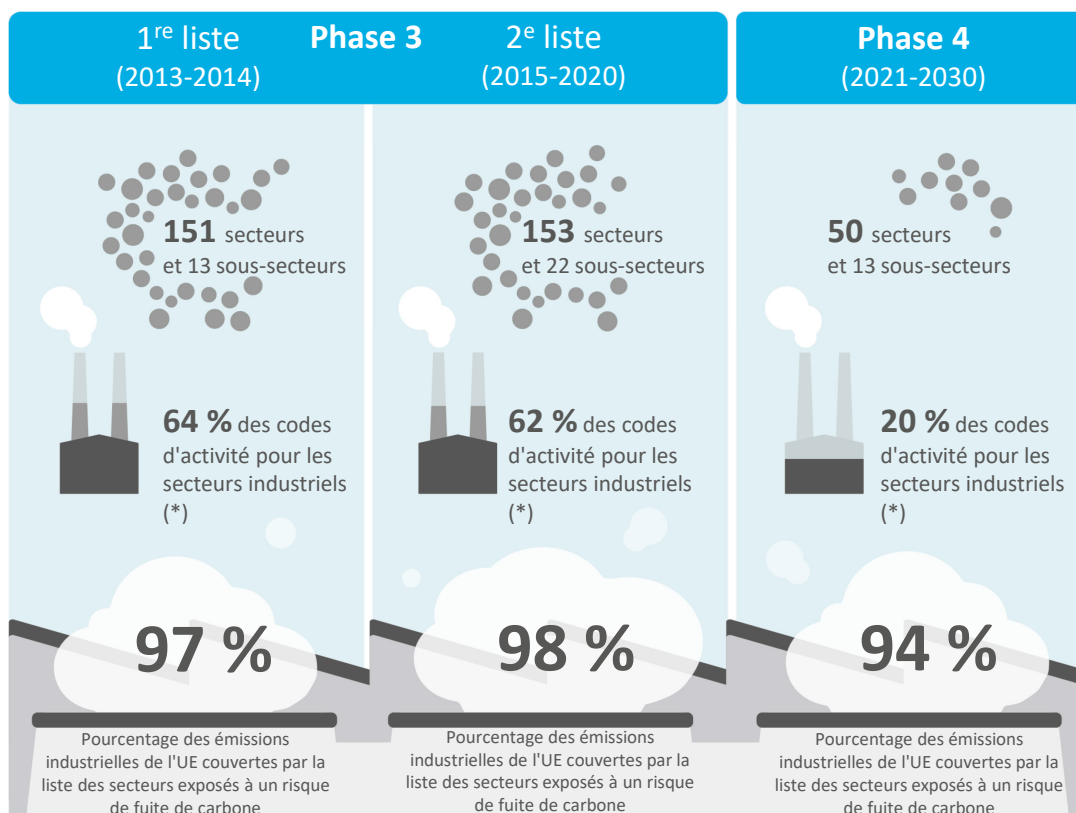 1re liste
(2013-2014)
Phase 3
2e liste
(2015-2020)
Phase 4
(2021-2030)
151 secteurs
et 13 sous-secteurs
153 secteurs
et 22 sous-secteurs
50 secteurs
et 13 sous-secteurs
64 % des codes
d'activité pour les
secteurs industriels
(*)
62 % des codes
d'activité pour les
secteurs industriels
(*)
20 % des codes
d'activité pour les
secteurs industriels
(*)
97 %
98 %
94 %
Pourcentage des émissions
industrielles de l'UE couvertes par la
liste des secteurs exposés à un risque
de fuite de carbone
Pourcentage des émissions
industrielles de l'UE couvertes par la
liste des secteurs exposés à un risque
de fuite de carbone
Pourcentage des émissions
industrielles de l'UE couvertes par la
liste des secteurs exposés à un risque
de fuite de carbone